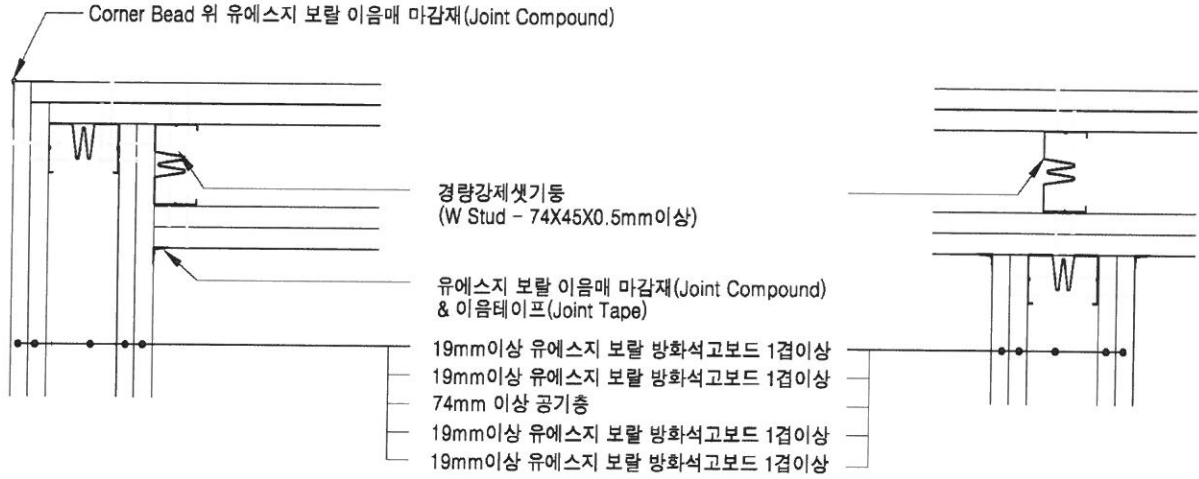 Corner Bead 위 유에스지 보랄 이음매 마감재(Joint Compound)
경량강제샛기둥
(W Stud - 74X45X0.5mm이상)
유에스지 보랄 이음매 마감재(Joint Compound)
& 이음테이프(Joint Tape)
19mm이상 유에스지 보랄 방화석고보드 1겹이상
19mm이상 유에스지 보랄 방화석고보드 1겹이상
74mm 이상 공기층
19mm이상 유에스지 보랄 방화석고보드 1겹이상
19mm이상 유에스지 보랄 방화석고보드 1겹이상